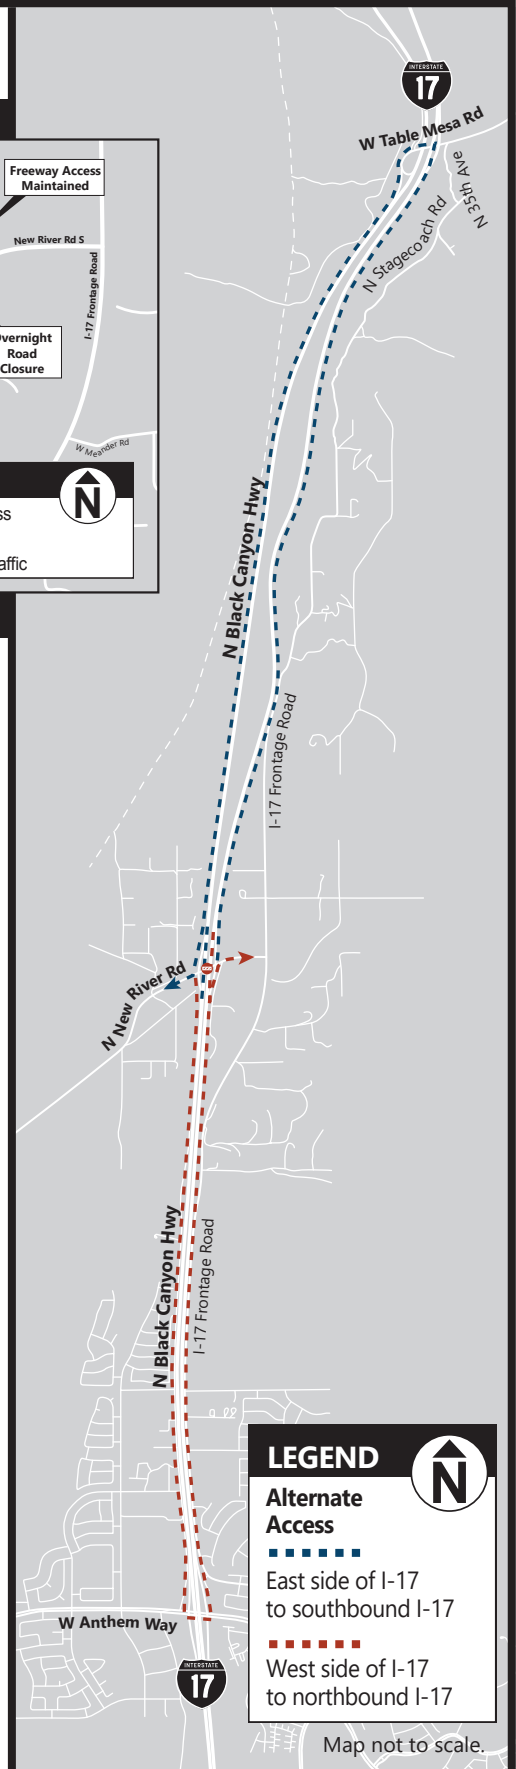 INTERSTATE
17
W Table Mesa Rd
N 35th Ave
N Stagecoach Rd
Freeway Access
Maintained
New River Rd S
I-17 Frontage Road
Road
Closure
W Meander Rd
N
N Black Canyon Hwy
I-17 Frontage Road
N New River Rd
N Black Canyon Hwy
I-17 Frontage Road
W Anthem Way
INTERSTATE
17
LEGEND
N
Alternate
Access
East side of I-17
to southbound I-17
West side of I-17
to northbound I-17
Map not to scale.